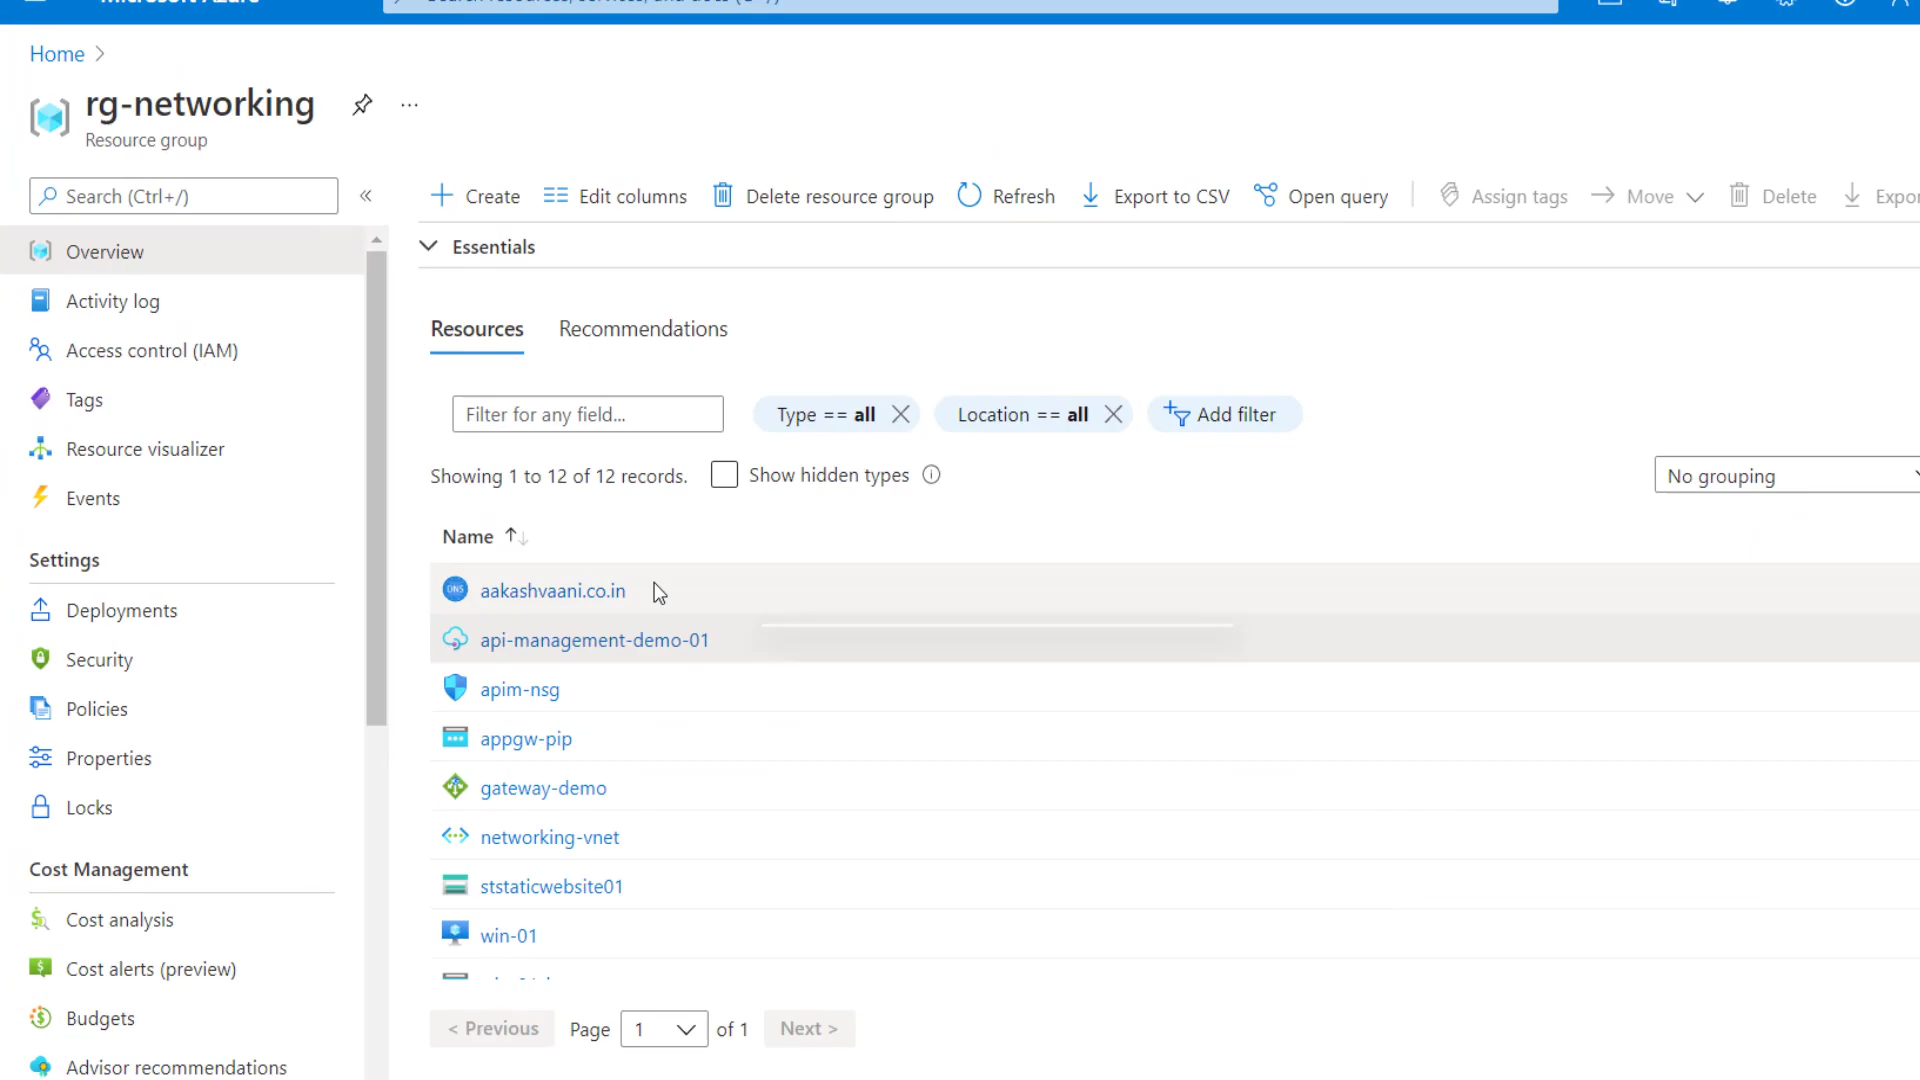 Home
rg-networking
...
Resource group
Search (Ctrl+/)
«
Create
Edit columns
Delete resource group
Refresh
Export to CSV
Open query
Assign tags
Move
Delete
Overview
Essentials
Activity log
Resources
Recommendations
Access control (IAM)
Tags
Filter for any field...
Type == all
Location == all
Add filter
Resource visualizer
Showing 1 to 12 of 12 records.
Show hidden types
No grouping
Events
Name
Settings
DNS
aakashvaani.co.in
Deployments
api-management-demo-01
Security
apim-nsg
Policies
appgw-pip
Properties
gateway-demo
Locks
networking-vnet
Cost Management
ststaticwebsite01
Cost analysis
win-01
Cost alerts (preview)
Budgets
< Previous
Page
1
of 1
Next >
Advisor recommendations